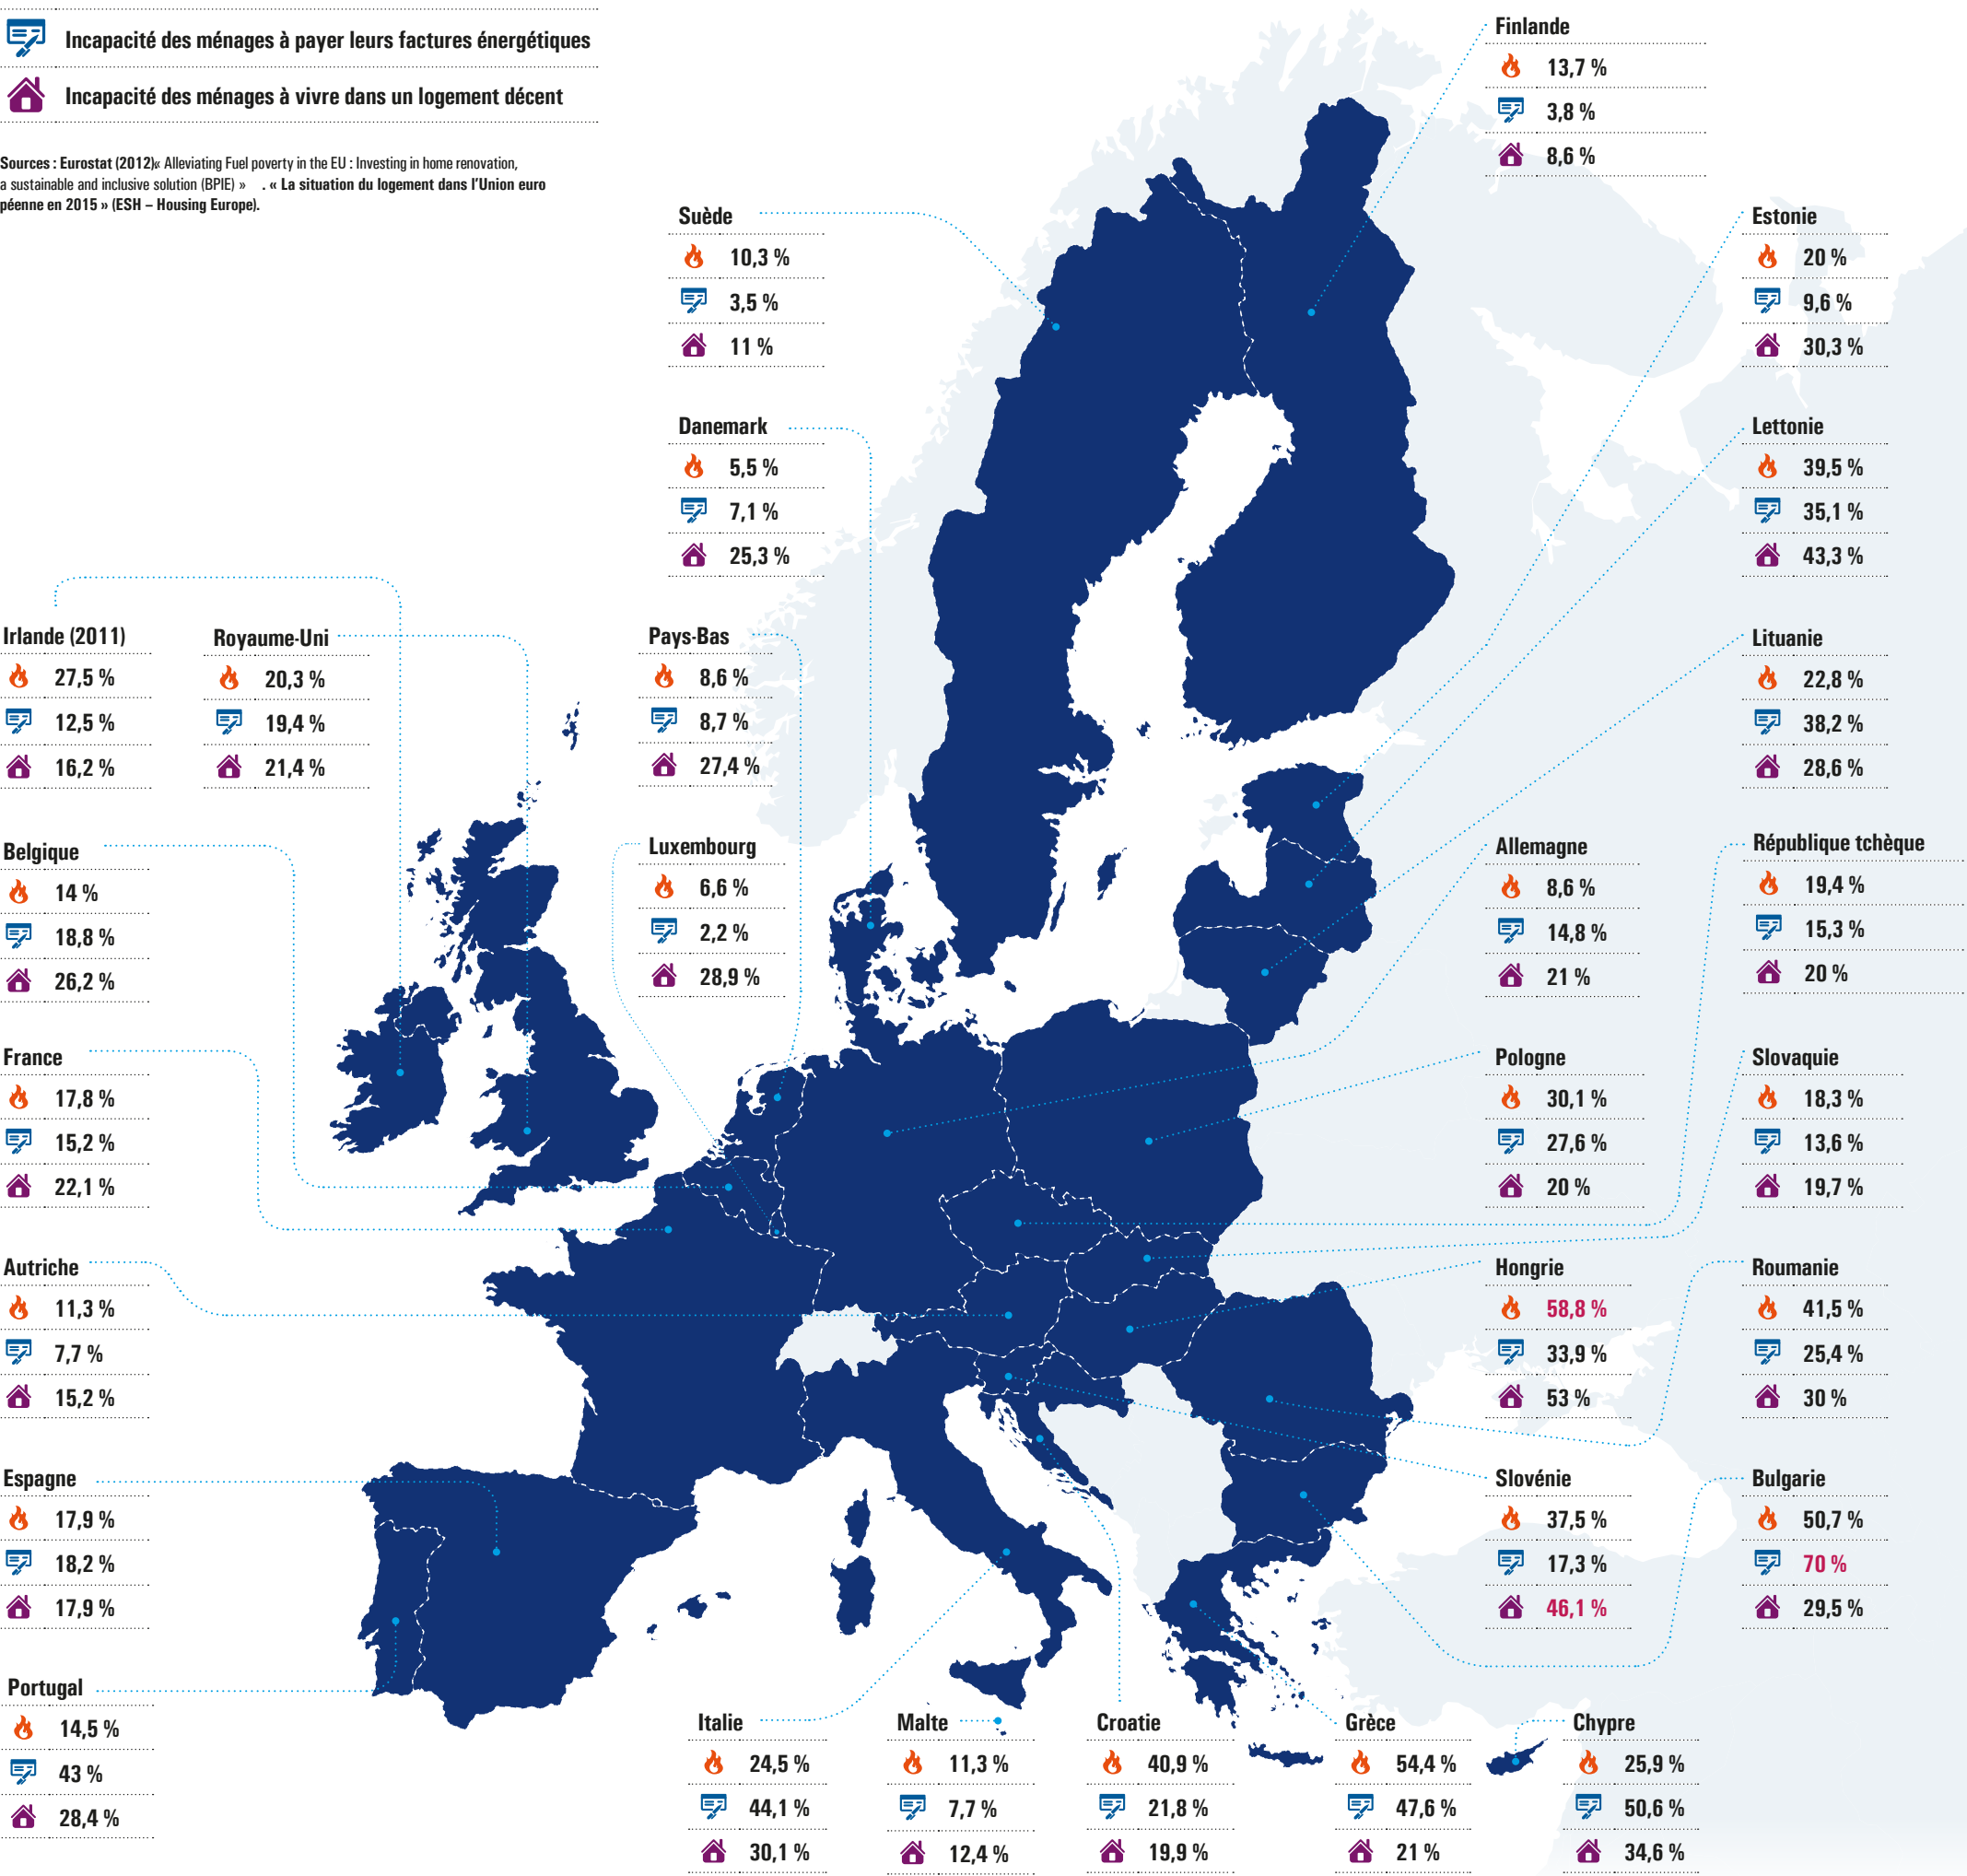 Incapacité des ménages à payer leurs factures énergétiques
Incapacité des ménages à vivre dans un logement décent
Sources : Eurostat (2012)« Alleviating Fuel poverty in the EU : Investing in home renovation,
a sustainable and inclusive solution (BPIE) » . « La situation du logement dans l'Union euro
péenne en 2015 » (ESH – Housing Europe).
Finlande
13,7 %
3,8 %
8,6 %
Suède
10,3 %
3,5 %
11 %
Estonie
20 %
9,6 %
30,3 %
Danemark
5,5 %
7,1 %
25,3 %
Lettonie
39,5 %
35,1 %
43,3 %
Irlande (2011)
27,5 %
12,5 %
16,2 %
Royaume-Uni
20,3 %
19,4 %
21,4 %
Pays-Bas
8,6 %
8,7 %
27,4 %
Lituanie
22,8 %
38,2 %
28,6 %
Belgique
14 %
18,8 %
26,2 %
Luxembourg
6,6 %
2,2 %
28,9 %
Allemagne
8,6 %
14,8 %
21 %
République tchèque
19,4 %
15,3 %
20 %
France
17,8 %
15,2 %
22,1 %
Pologne
30,1 %
27,6 %
20 %
Slovaquie
18,3 %
13,6 %
19,7 %
Autriche
11,3 %
7,7 %
15,2 %
Hongrie
58,8 %
33,9 %
53 %
Roumanie
41,5 %
25,4 %
30 %
Espagne
17,9 %
18,2 %
17,9 %
Slovénie
37,5 %
17,3 %
46,1 %
Bulgarie
50,7 %
70 %
29,5 %
Portugal
14,5 %
43 %
28,4 %
Italie
24,5 %
44,1 %
30,1 %
Malte
11,3 %
7,7 %
12,4 %
Croatie
40,9 %
21,8 %
19,9 %
Grèce
54,4 %
47,6 %
21 %
Chypre
25,9 %
50,6 %
34,6 %